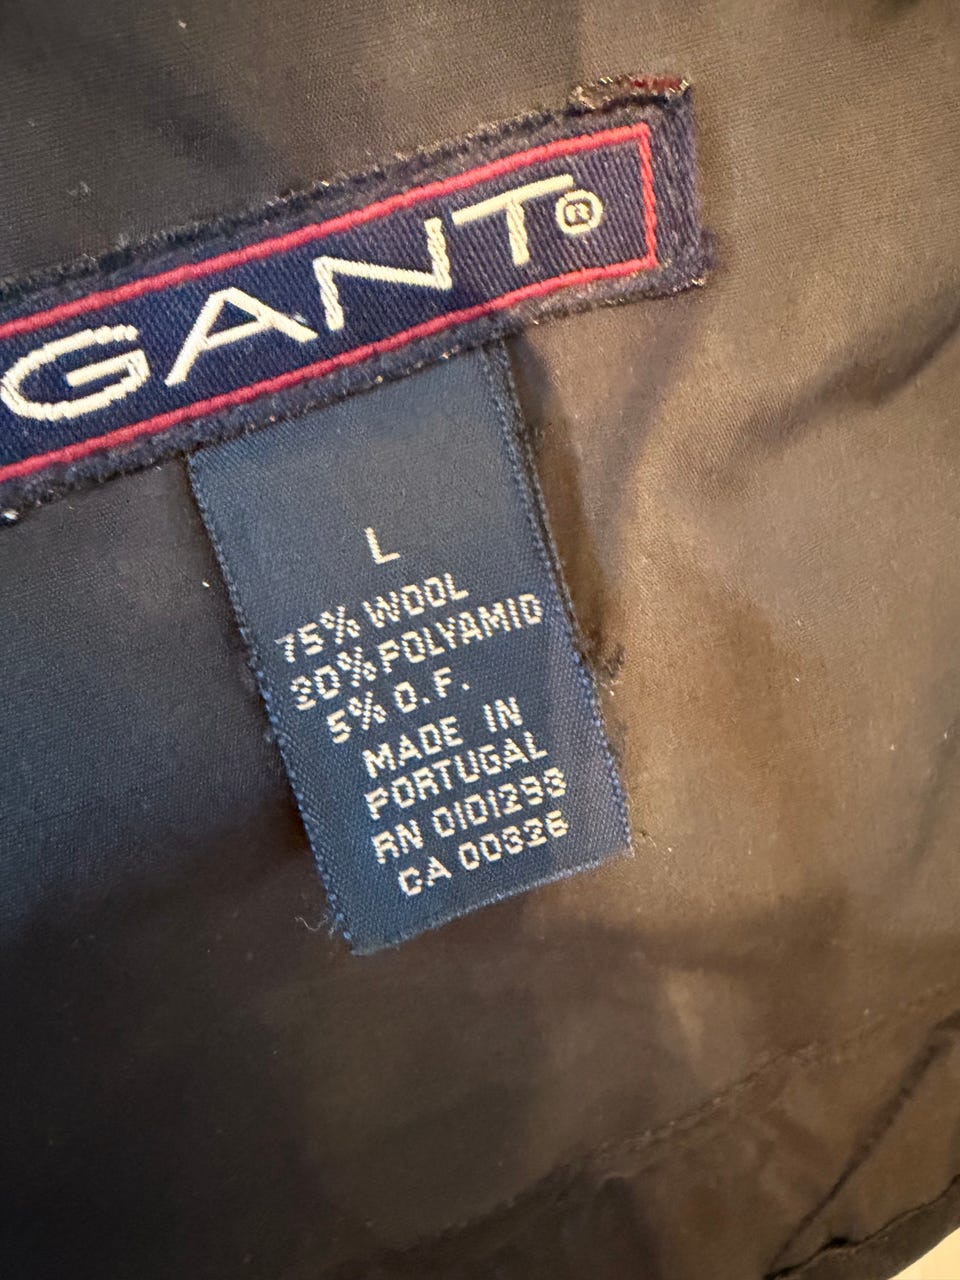 GANT®
L
75% WOOL
20% POLYAMID
5% O.F.
MADE IN
PORTUGAL
RN 0101293
CA 00326